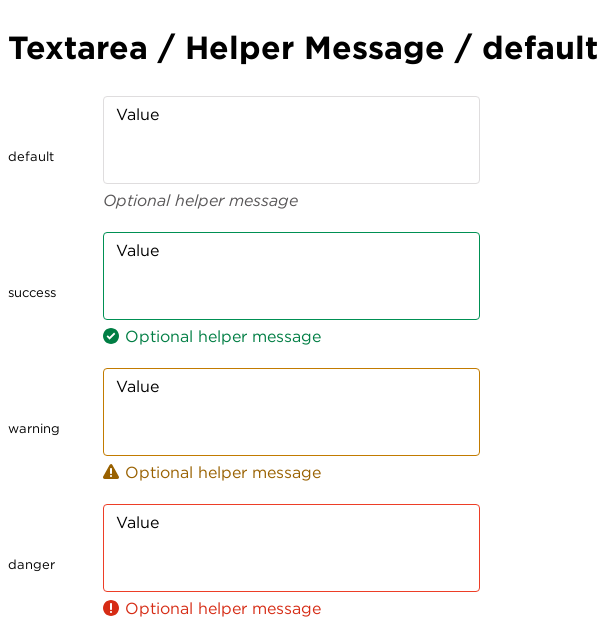 Textarea / Helper Message / default
Value
default
Optional helper message
Value
success
Optional helper message
Value
warning
Optional helper message
Value
danger
Optional helper message